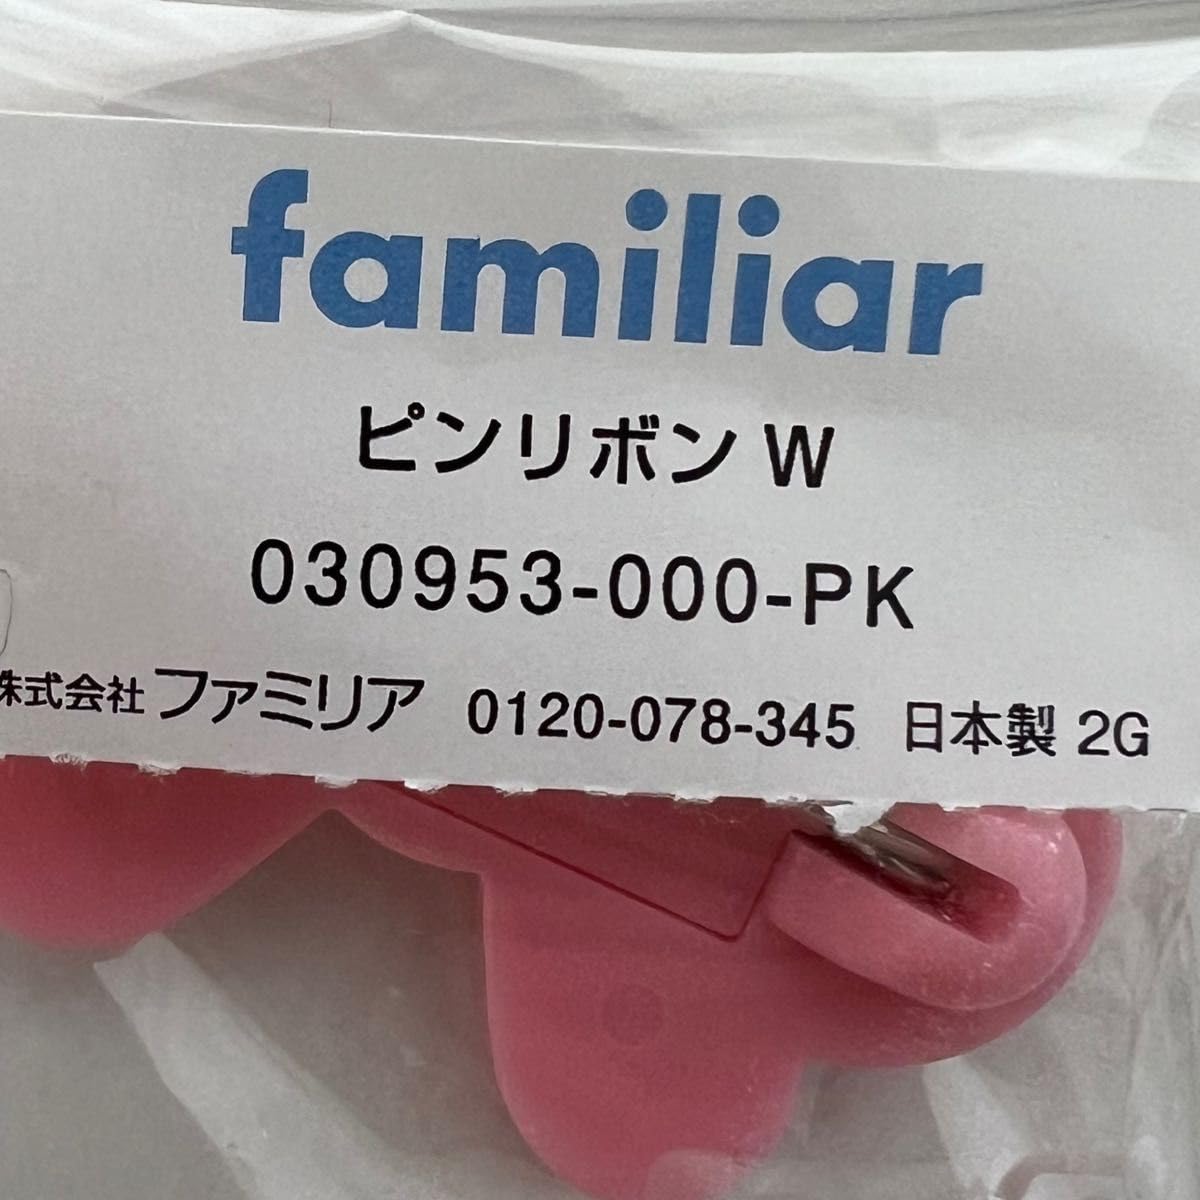 familiar
ピンリボン W
030953-000-PK
株式会社 ファミリア 0120-078-345 日本製 2G